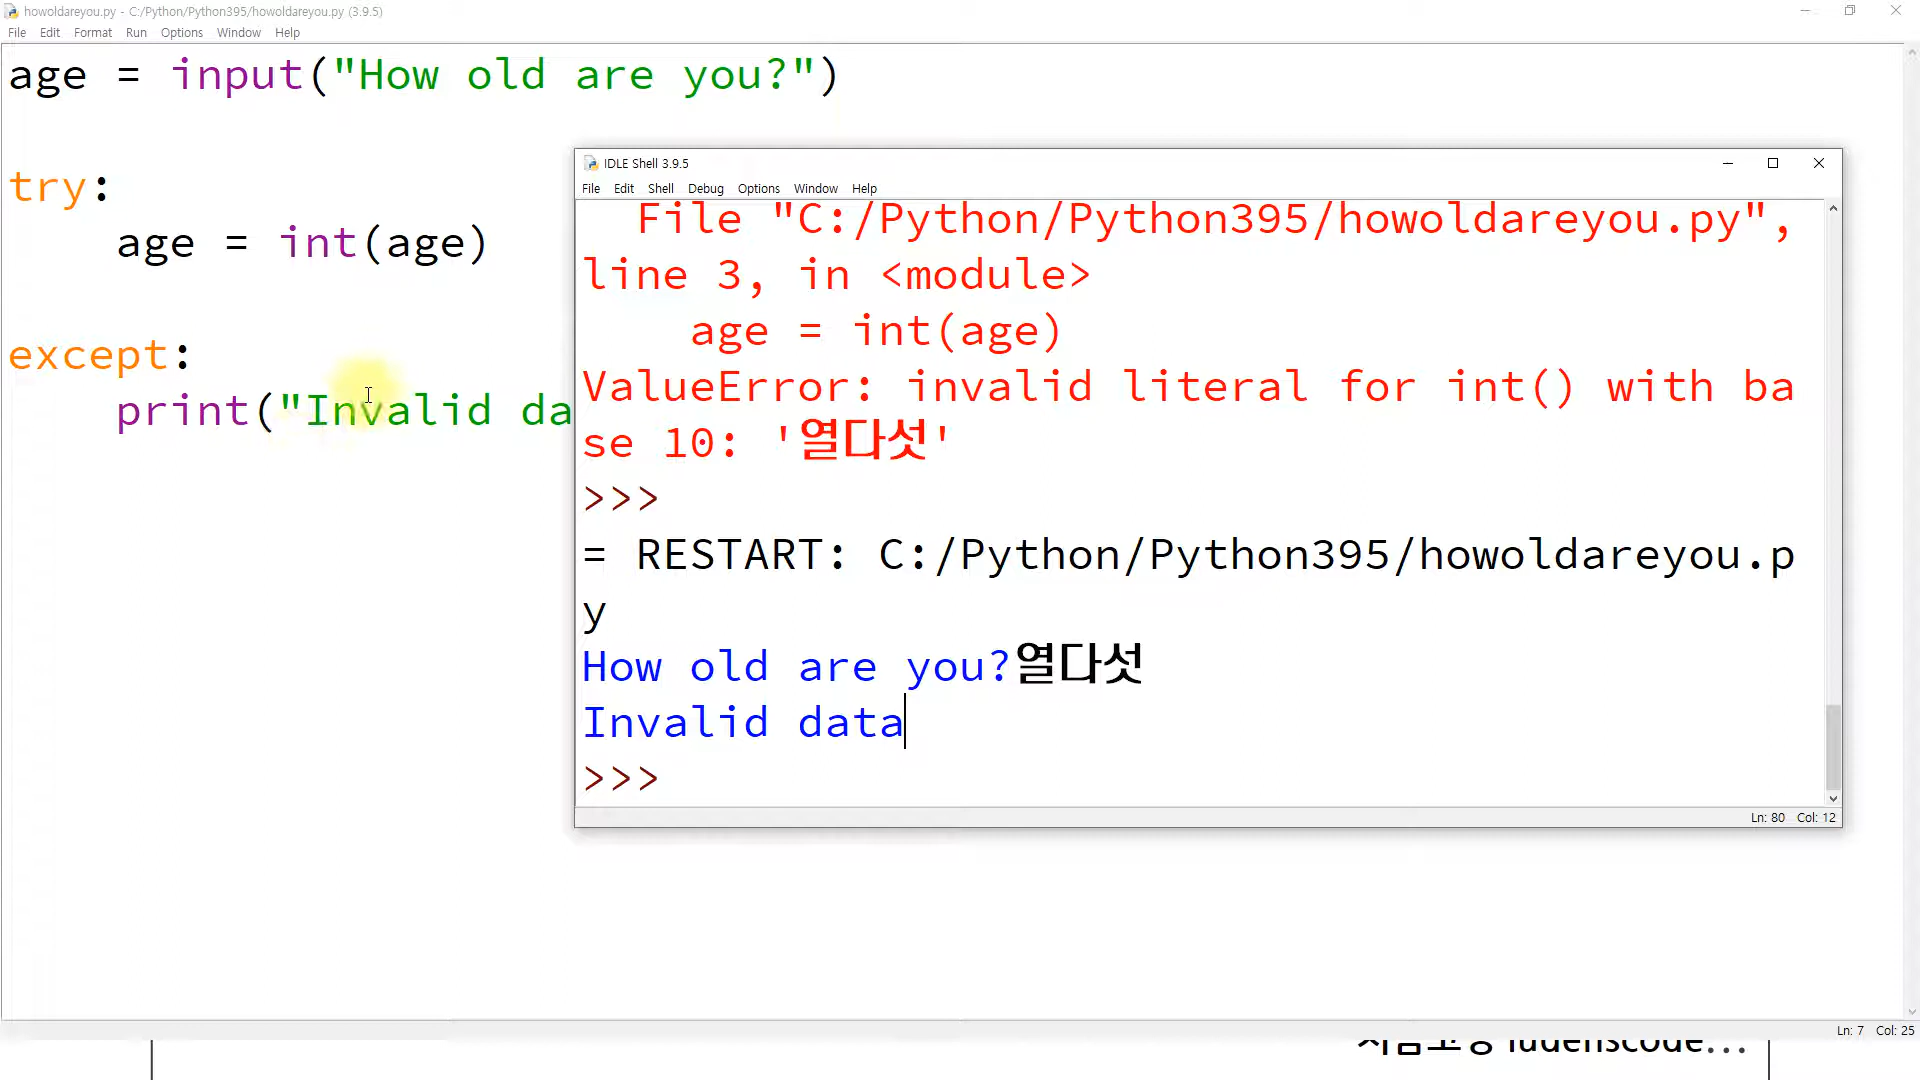 howoldareyou.py - C:/Python/Python395/howoldareyou.py (3.9.5)
File Edit Format Run Options Window Help
age = input("How old are you?")
try:
age = int(age)
except:
print("Invalid da
IDLE Shell 3.9.5
File Edit Shell Debug Options Window Help
File "C:/Python/Python395/howoldareyou.py",
line 3, in <module>
age = int(age)
ValueError: invalid literal for int() with ba
se 10: '열다섯'
>>>
= RESTART: C:/Python/Python395/howoldareyou.p
y
How old are you?열다섯
Invalid data
>>>
Ln: 80 Col: 12
Ln: 7 Col: 25